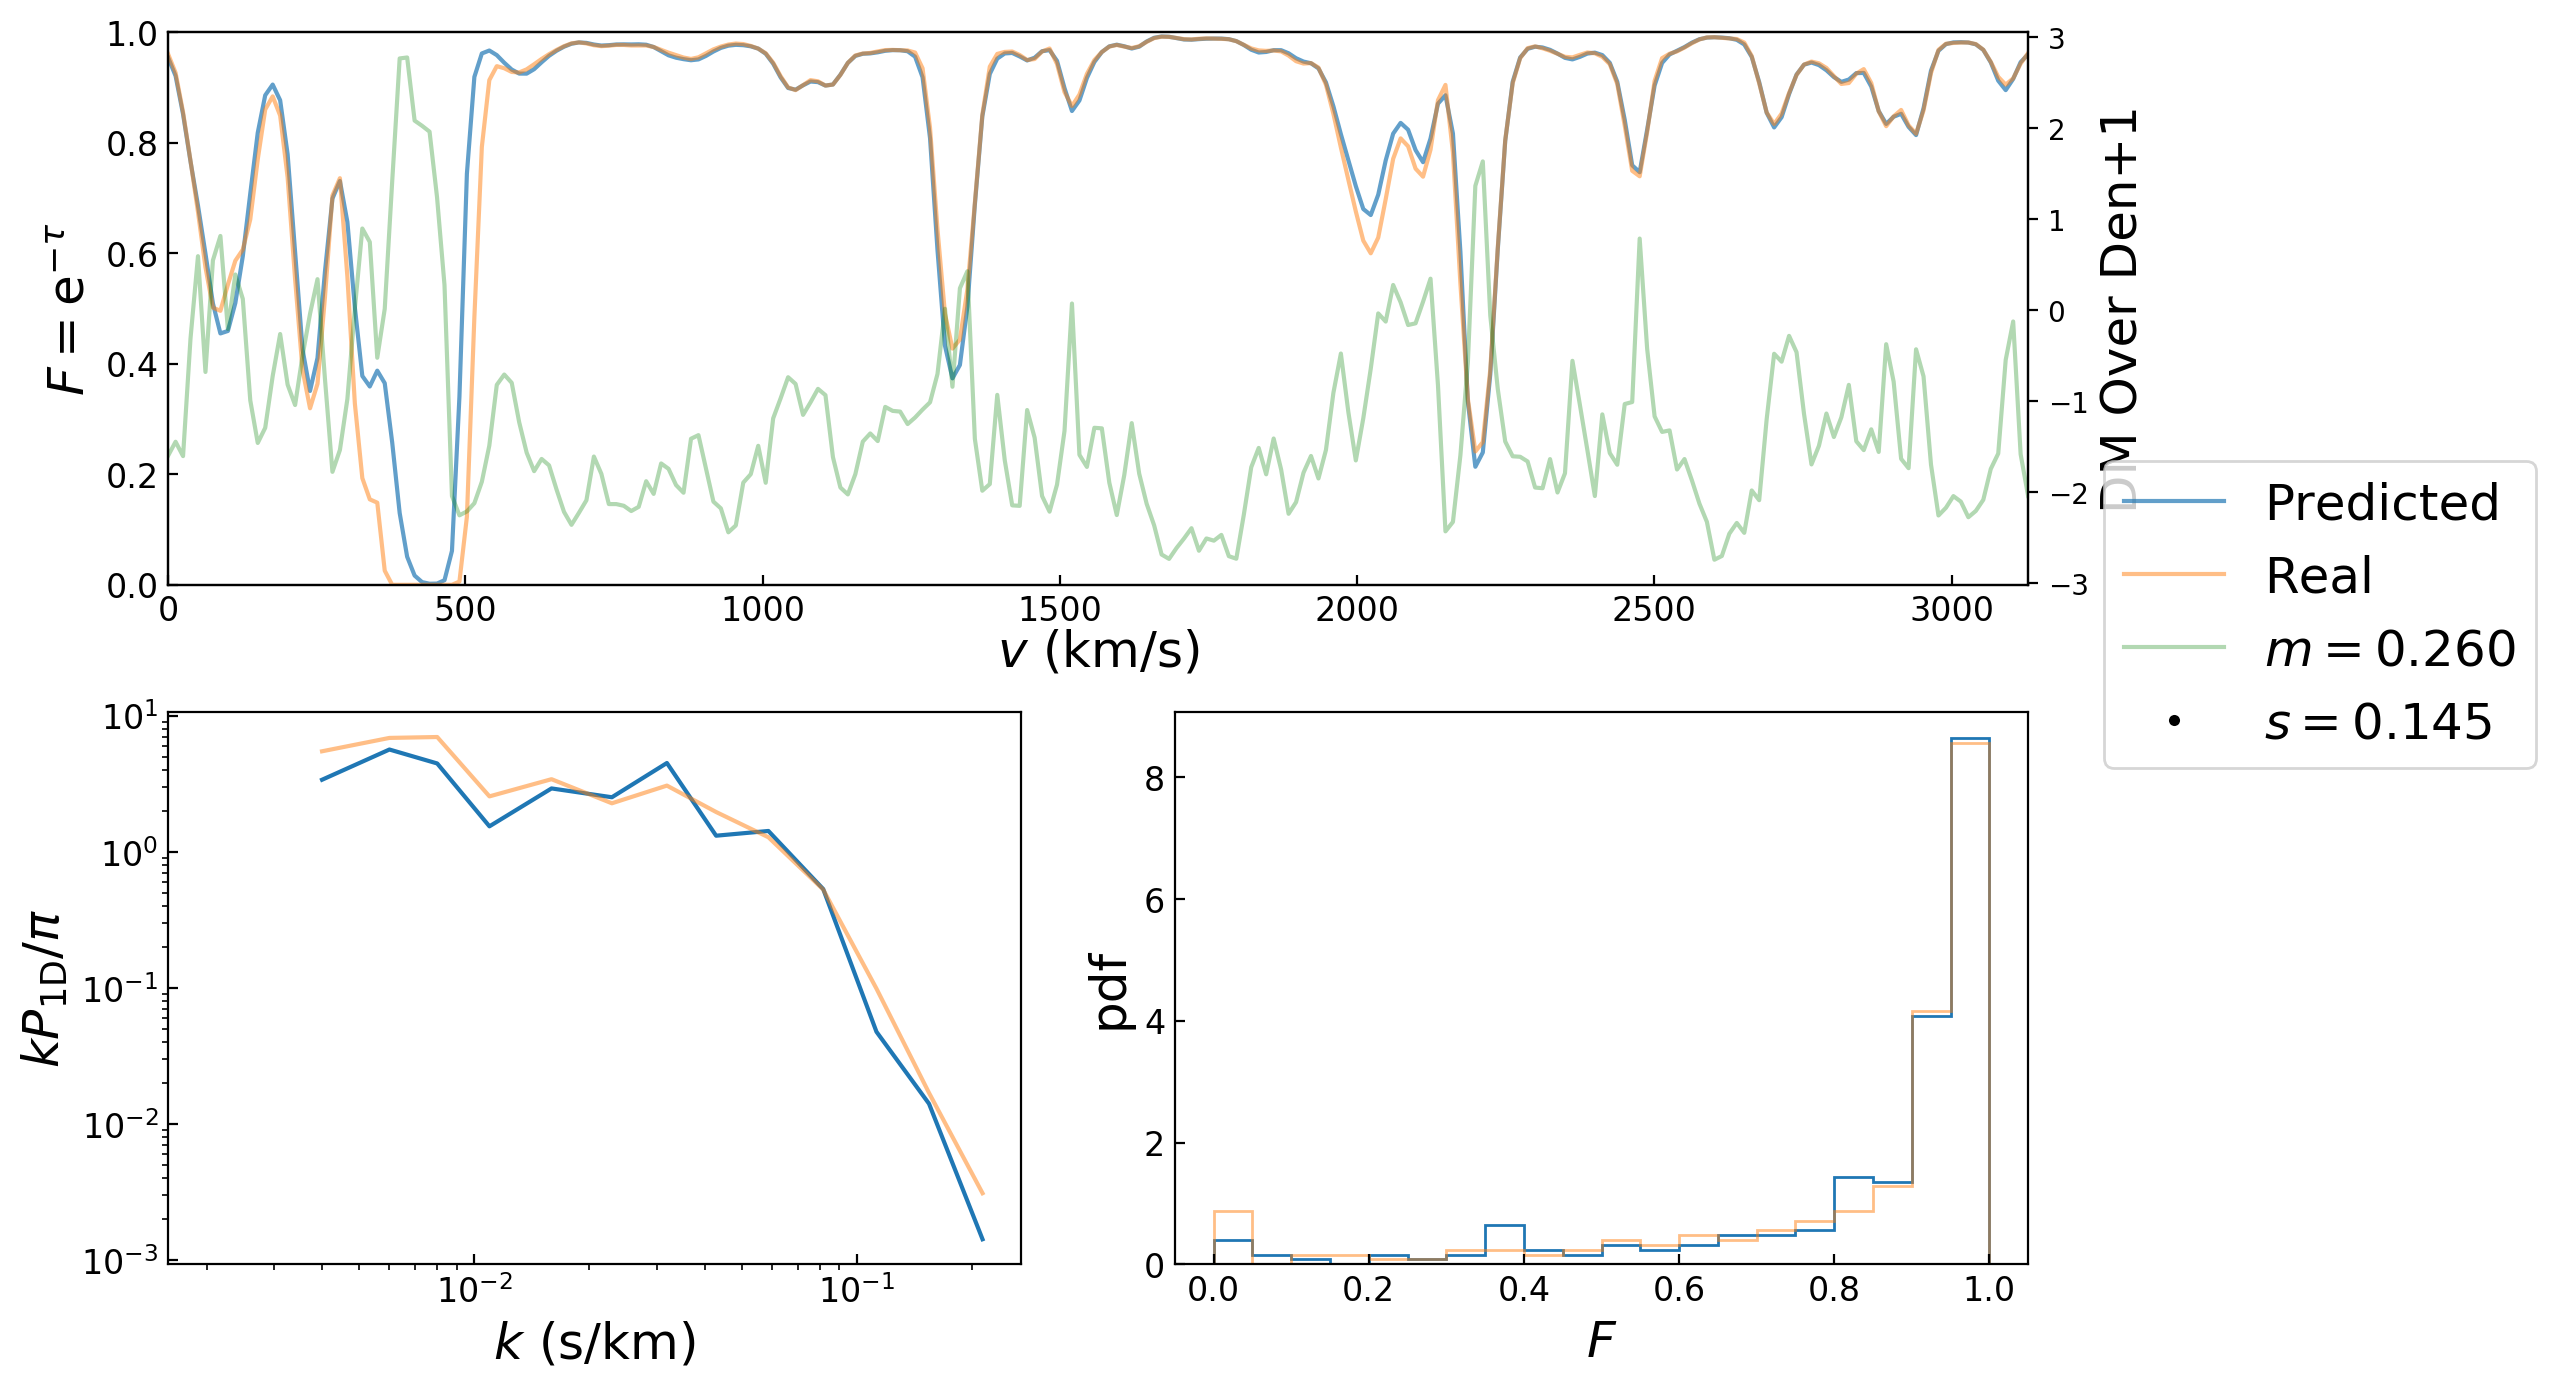 1.0
0.8
0.6
0.4
0.2
0.0
F = e^{−τ}
3
2
1
0
−1
−2
−3
DM Over Den+1
0 500 1000 1500 2000 2500 3000
v (km/s)
Predicted
Real
m = 0.260
s = 0.145
10^1
10^0
10^{−1}
10^{−2}
10^{−3}
kP_{1D}/π
10^{−2} 10^{−1}
k (s/km)
8
6
4
2
0
pdf
0.0 0.2 0.4 0.6 0.8 1.0
F